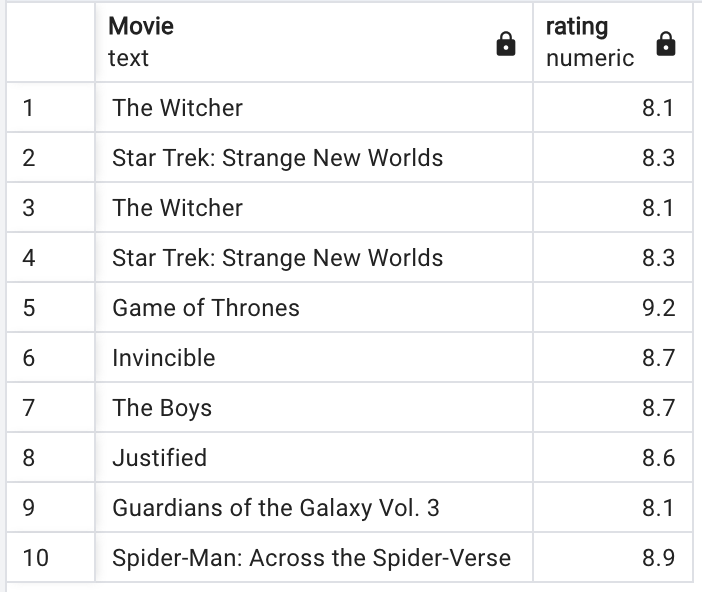 Movie rating
text numeric
1 The Witcher 8.1
2 Star Trek: Strange New Worlds 8.3
3 The Witcher 8.1
4 Star Trek: Strange New Worlds 8.3
5 Game of Thrones 9.2
6 Invincible 8.7
7 The Boys 8.7
8 Justified 8.6
9 Guardians of the Galaxy Vol. 3 8.1
10 Spider-Man: Across the Spider-Verse 8.9